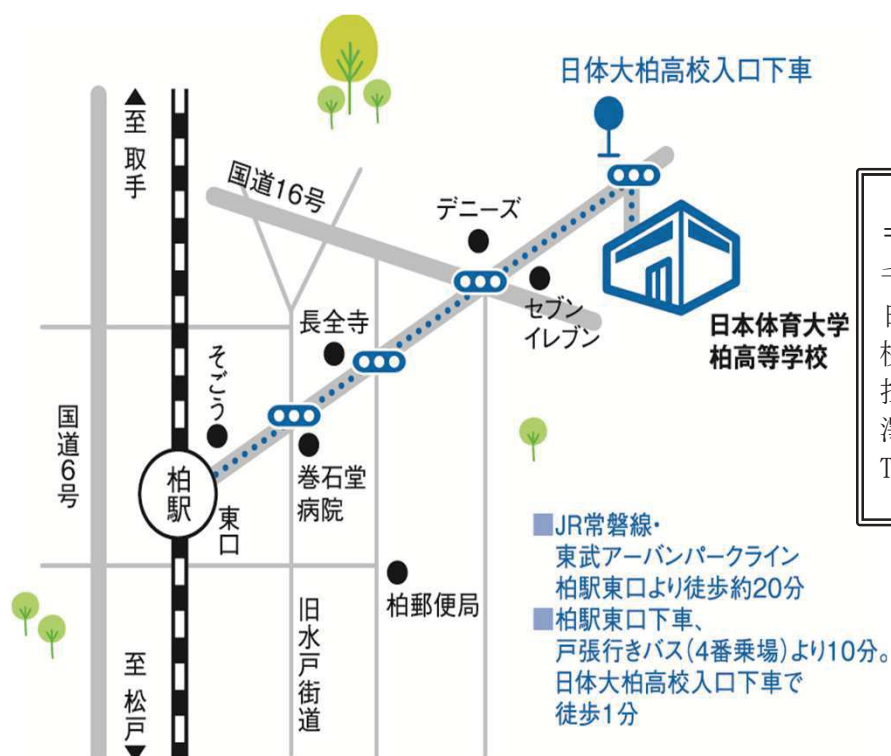 日体大柏高校入口下車
至 取手
国道16号
デニーズ
セブン
イレブン
日本体育大学
柏高等学校
長全寺
そごう
国道6号
柏駅
東口
巻石堂
病院
柏郵便局
旧水戸街道
至 松戸
■JR常磐線・
東武アーバンパークライン
柏駅東口より徒歩約20分
■柏駅東口下車、
戸張行きバス(4番乗場)より10分。
日体大柏高校入口下車で
徒歩1分